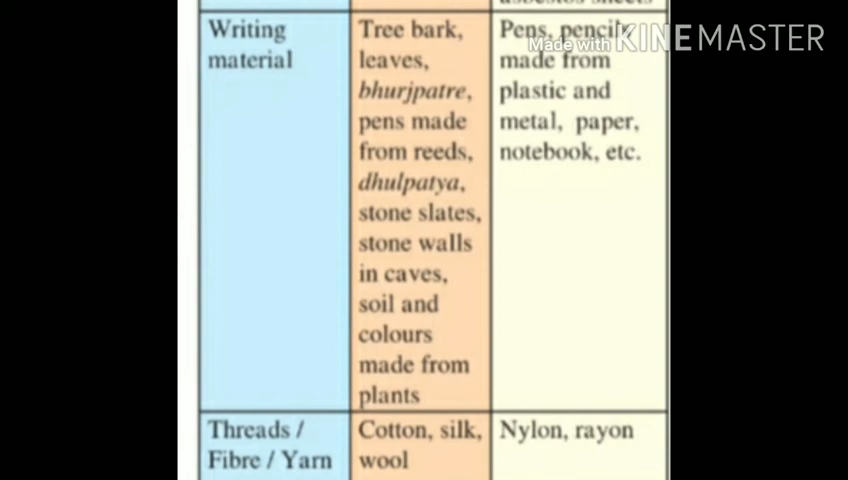 asbestos sheets
Writing
material
Tree bark,
leaves,
bhurjpatre,
pens made
from reeds,
dhulpatya,
stone slates,
stone walls
in caves,
soil and
colours
made from
plants
Pens, pencils
made from
plastic and
metal, paper,
notebook, etc.
Made with KINEMASTER
Threads /
Fibre / Yarn
Cotton, silk,
wool
Nylon, rayon